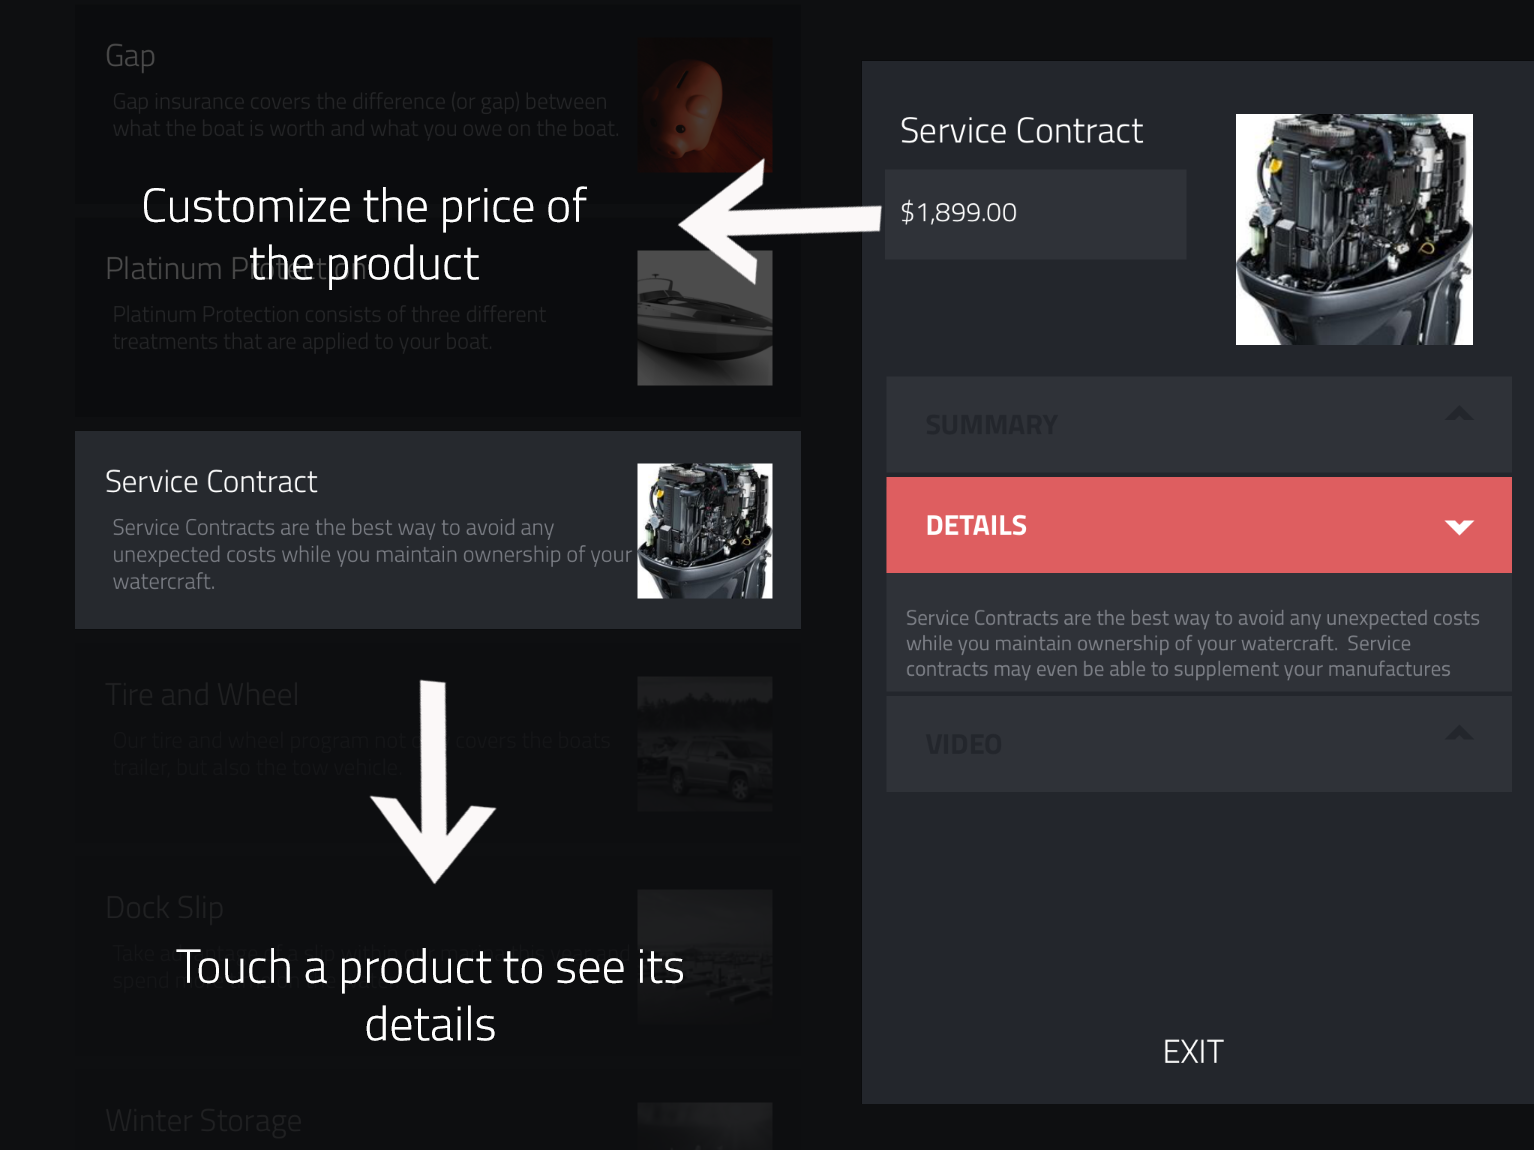 Gap
Gap insurance covers the difference (or gap) between
what the boat is worth and what you owe on the boat.
Customize the price of
the product
Platinum Protection
Platinum Protection consists of three different
treatments that are applied to your boat.
Service Contract
Service Contracts are the best way to avoid any
unexpected costs while you maintain ownership of your
watercraft.
Tire and Wheel
Our tire and wheel program not only covers the boats
trailer, but also the tow vehicle.
Dock Slip
Take
spend
Touch a product to see its
details
Winter Storage
Service Contract
$1,899.00
SUMMARY
DETAILS
Service Contracts are the best way to avoid any unexpected costs
while you maintain ownership of your watercraft.  Service
contracts may even be able to supplement your manufactures
VIDEO
EXIT